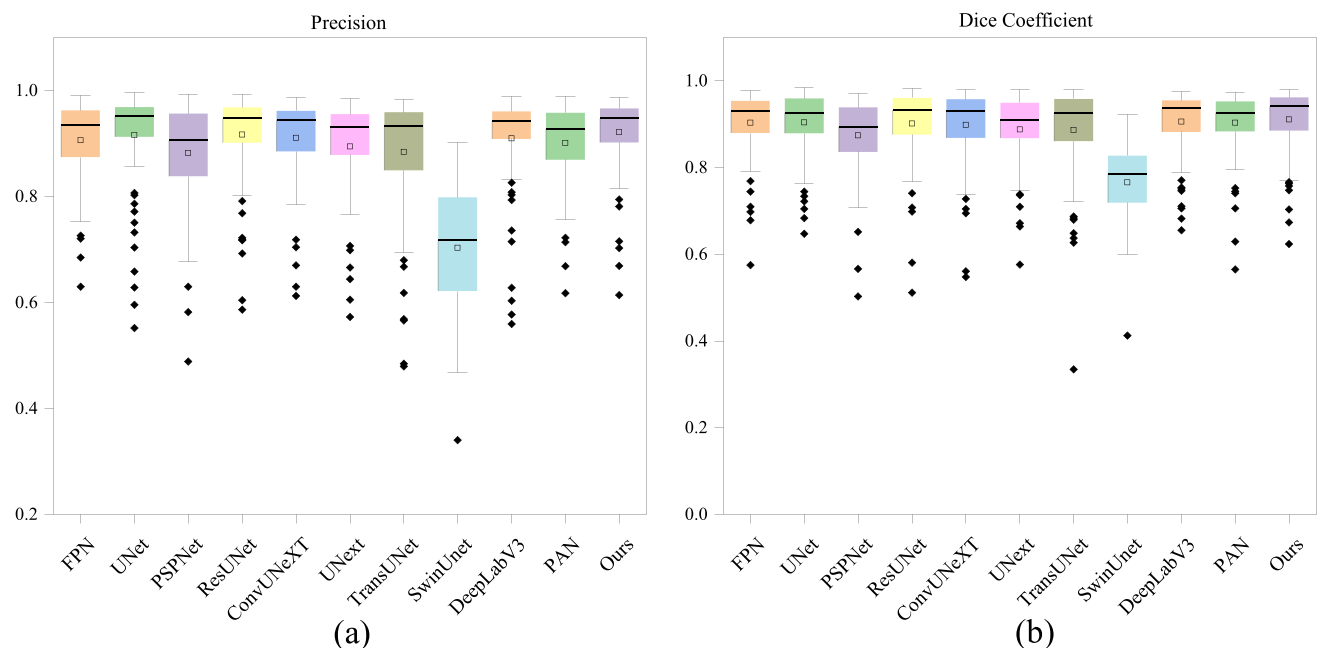 Precision
1.0
0.8
0.6
0.4
0.2
FPN
UNet
PSPNet
ResUNet
ConvUNeXT
UNext
TransUNet
SwinUnet
DeepLabV3
PAN
Ours
(a)
Dice Coefficient
1.0
0.8
0.6
0.4
0.2
0.0
FPN
UNet
PSPNet
ResUNet
ConvUNeXT
UNext
TransUNet
SwinUnet
DeepLabV3
PAN
Ours
(b)